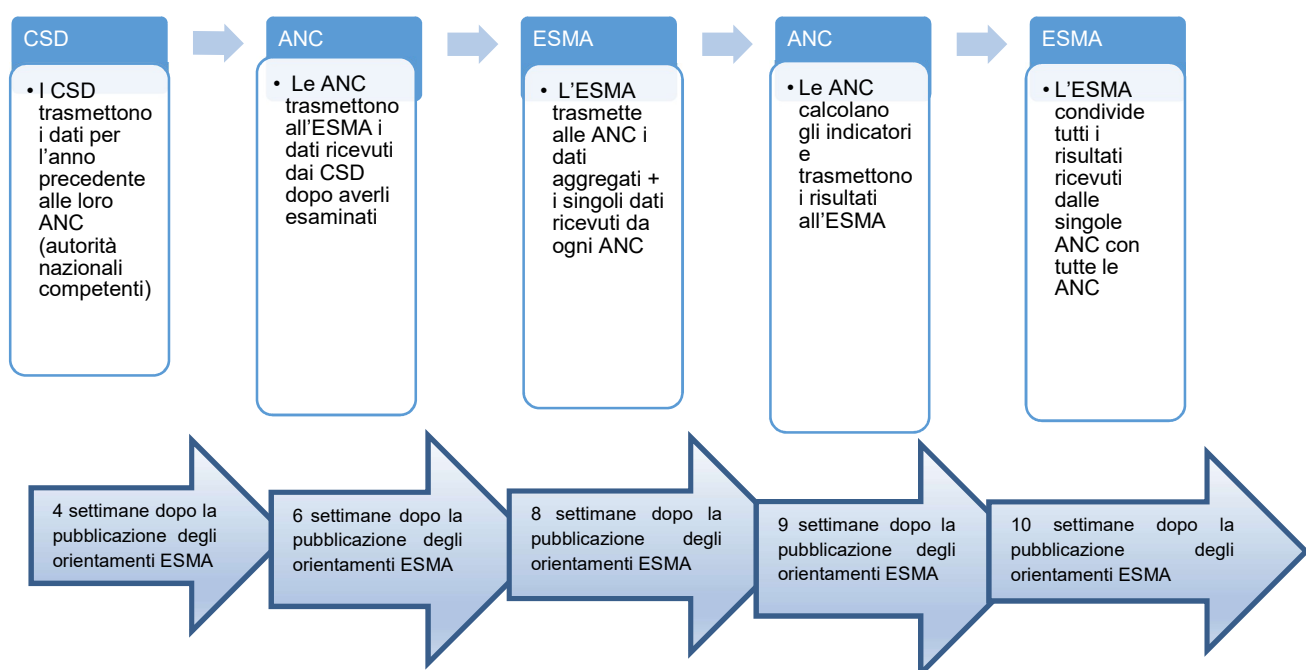 CSD
• I CSD
trasmettono
i dati per
l'anno
precedente
alle loro
ANC
(autorità
nazionali
competenti)
ANC
• Le ANC
trasmettono
all'ESMA i
dati ricevuti
dai CSD
dopo averli
esaminati
ESMA
• L'ESMA
trasmette
alle ANC i
dati
aggregati +
i singoli dati
ricevuti da
ogni ANC
ANC
• Le ANC
calcolano
gli indicatori
e
trasmettono
i risultati
all'ESMA
ESMA
• L'ESMA
condivide
tutti i
risultati
ricevuti
dalle
singole
ANC con
tutte le
ANC
4 settimane dopo la
pubblicazione degli
orientamenti ESMA
6 settimane dopo la
pubblicazione degli
orientamenti ESMA
8 settimane dopo la
pubblicazione degli
orientamenti ESMA
9 settimane dopo la
pubblicazione degli
orientamenti ESMA
10 settimane dopo la
pubblicazione degli
orientamenti ESMA